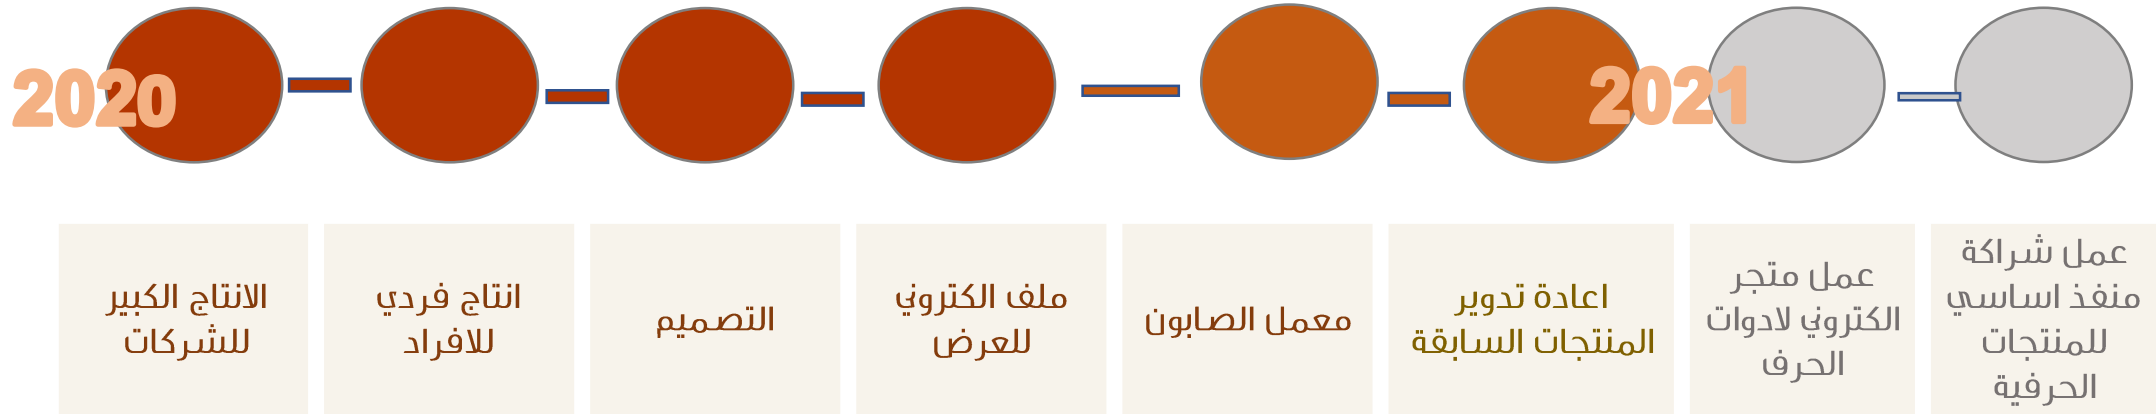 2020
2021
الانتاج الكبير
للشركات
انتاج فردي
للافراد
التصميم
ملف الكتروني
للعرض
معمل الصابون
اعادة تدوير
المنتجات السابقة
عمل متجر
الكتروني لادوات
الحرف
عمل شراكة
منفذ اساسي
للمنتجات
الحرفية